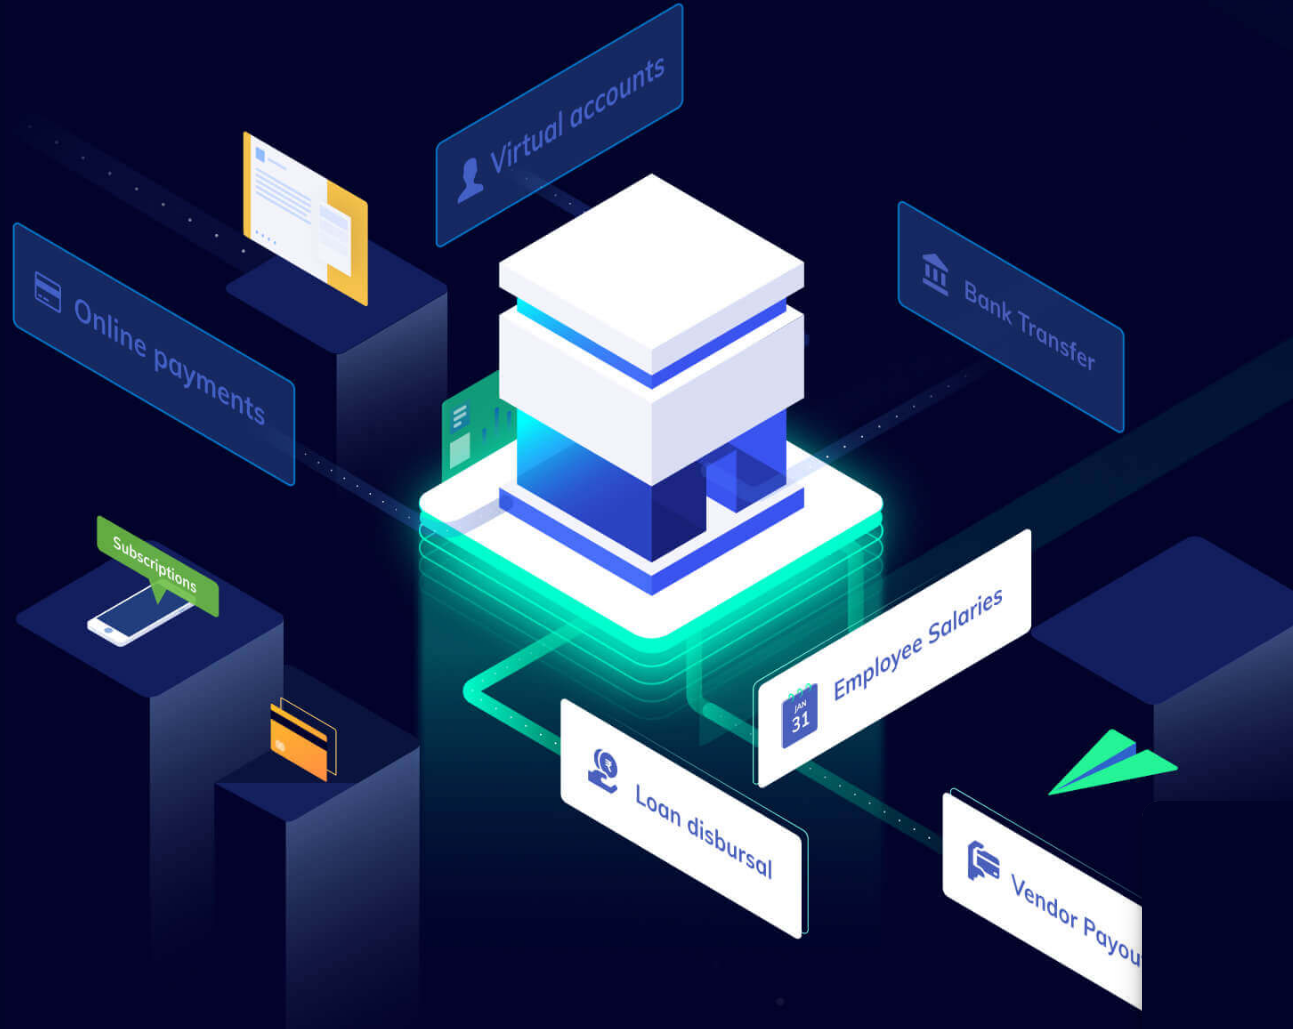 Virtual accounts
Bank Transfer
Online payments
Subscriptions
Employee Salaries
JAN
31
₹
Loan disbursal
Vendor Payou